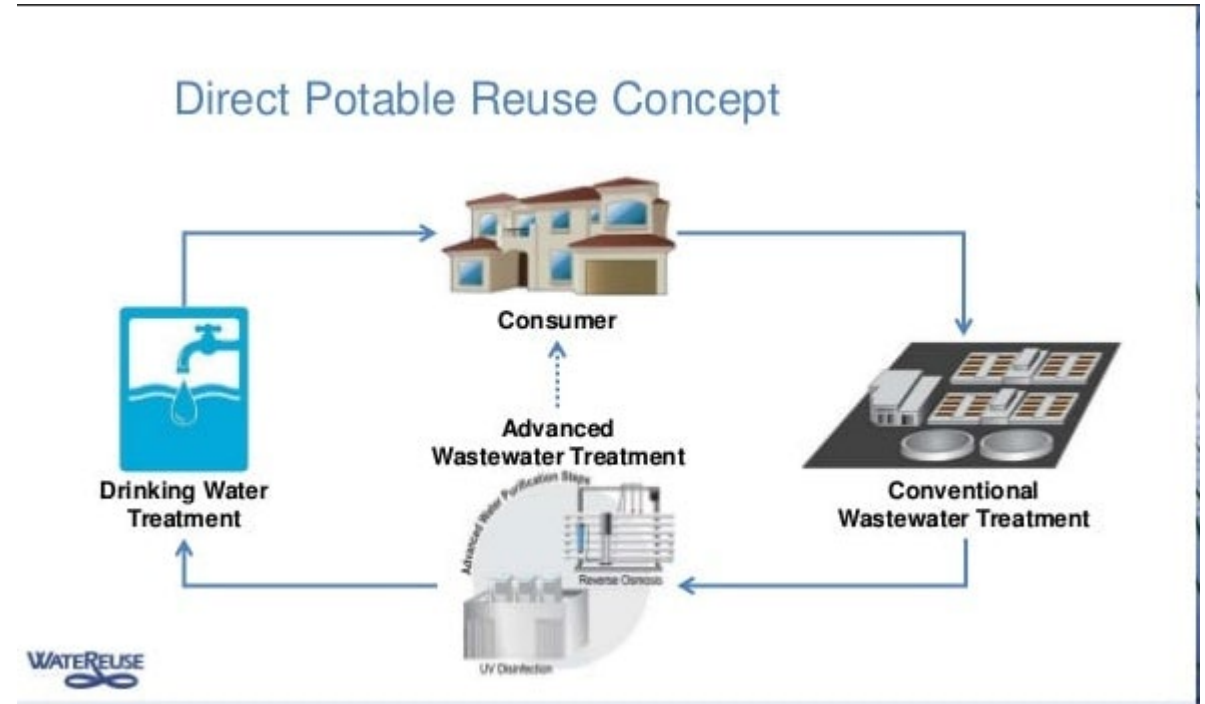 Direct Potable Reuse Concept
Consumer
Advanced
Wastewater Treatment
Drinking Water
Treatment
Conventional
Wastewater Treatment
Advanced Water Purification Steps
Reverse Osmosis
UV Disinfection
WATEREUSE